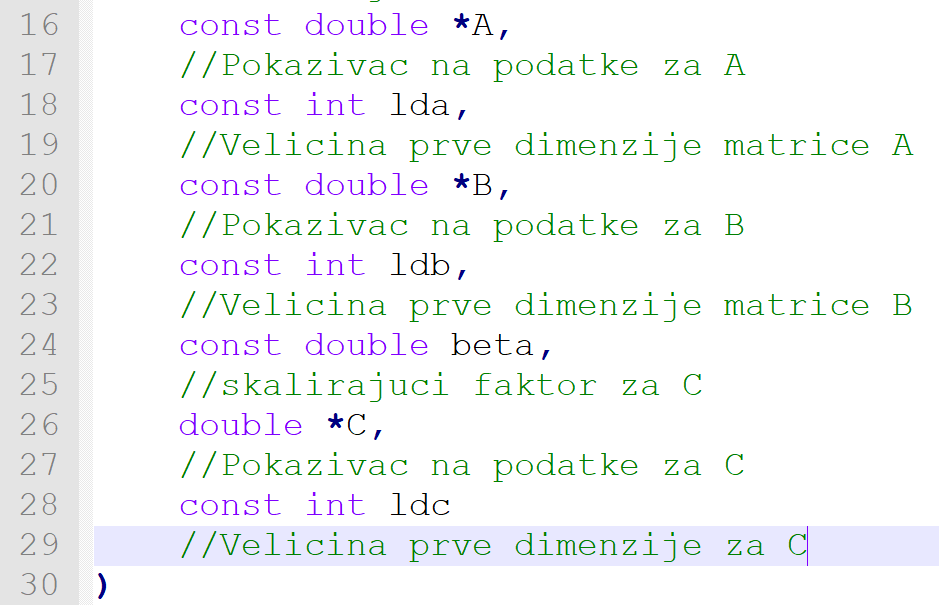 16 const double *A,
17 //Pokazivac na podatke za A
18 const int lda,
19 //Velicina prve dimenzije matrice A
20 const double *B,
21 //Pokazivac na podatke za B
22 const int ldb,
23 //Velicina prve dimenzije matrice B
24 const double beta,
25 //skalirajuci faktor za C
26 double *C,
27 //Pokazivac na podatke za C
28 const int ldc
29 //Velicina prve dimenzije za C
30 )